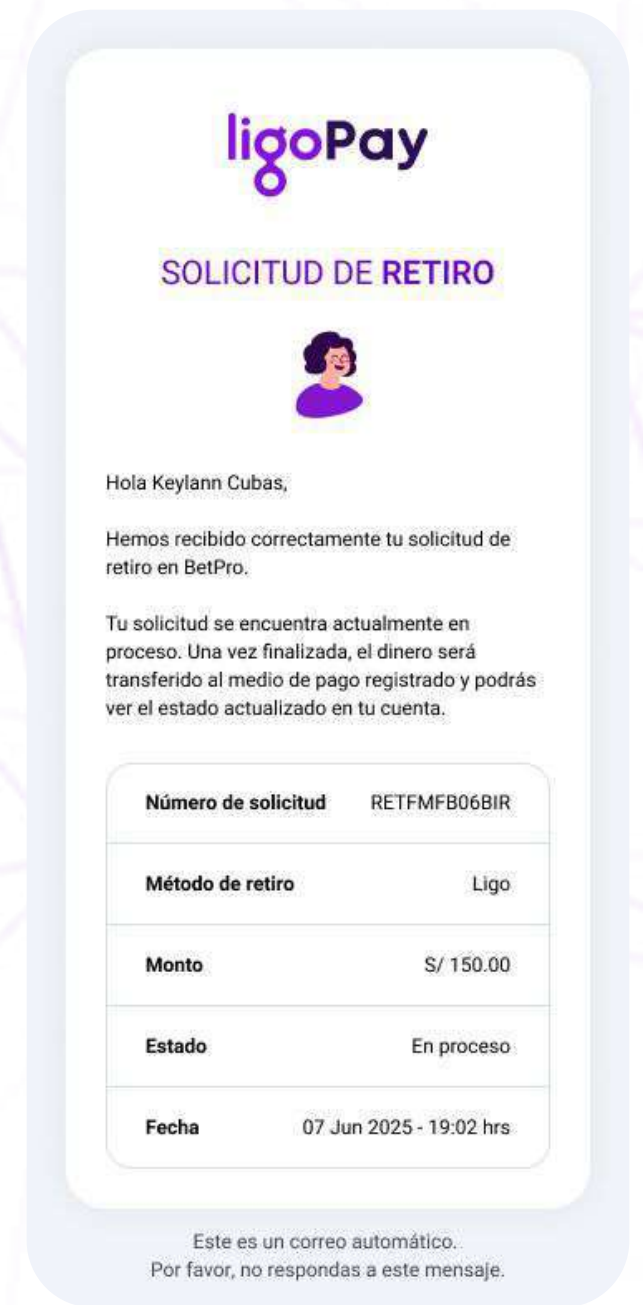 ligoPay
SOLICITUD DE RETIRO
Hola Keylann Cubas,
Hemos recibido correctamente tu solicitud de
retiro en BetPro.
Tu solicitud se encuentra actualmente en
proceso. Una vez finalizada, el dinero será
transferido al medio de pago registrado y podrás
ver el estado actualizado en tu cuenta.
Número de solicitud RETFMFB06BIR
Método de retiro Ligo
Monto S/ 150.00
Estado En proceso
Fecha 07 Jun 2025 - 19:02 hrs
Este es un correo automático.
Por favor, no respondas a este mensaje.